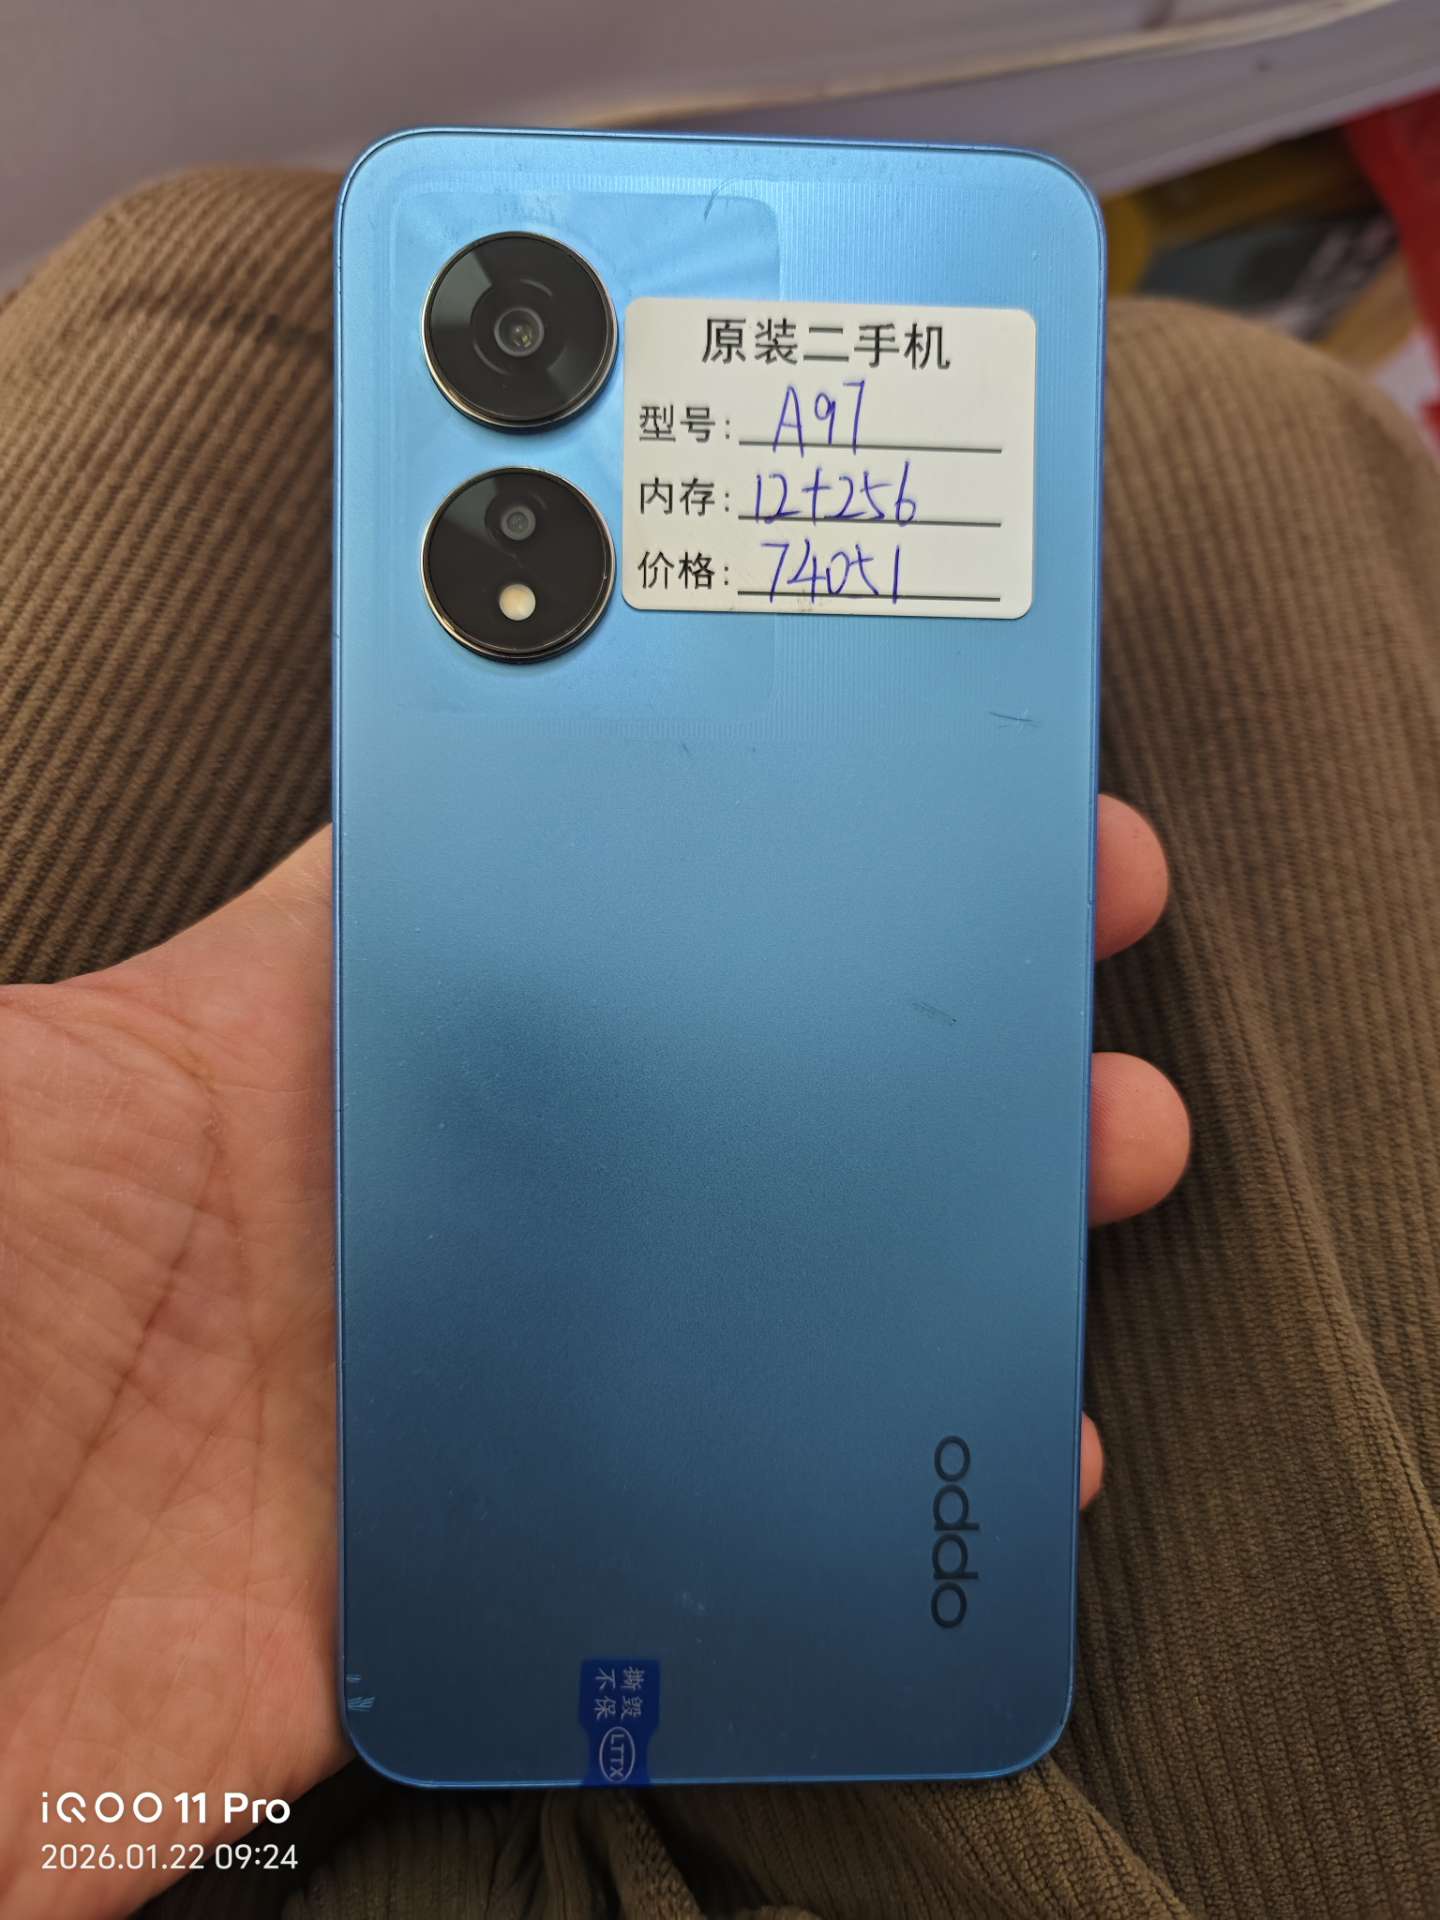 原装二手机
型号: A97
内存: 12+256
价格: 74051
oppo
撕毁
不保
LTTX
iQOO 11 Pro
2026.01.22 09:24